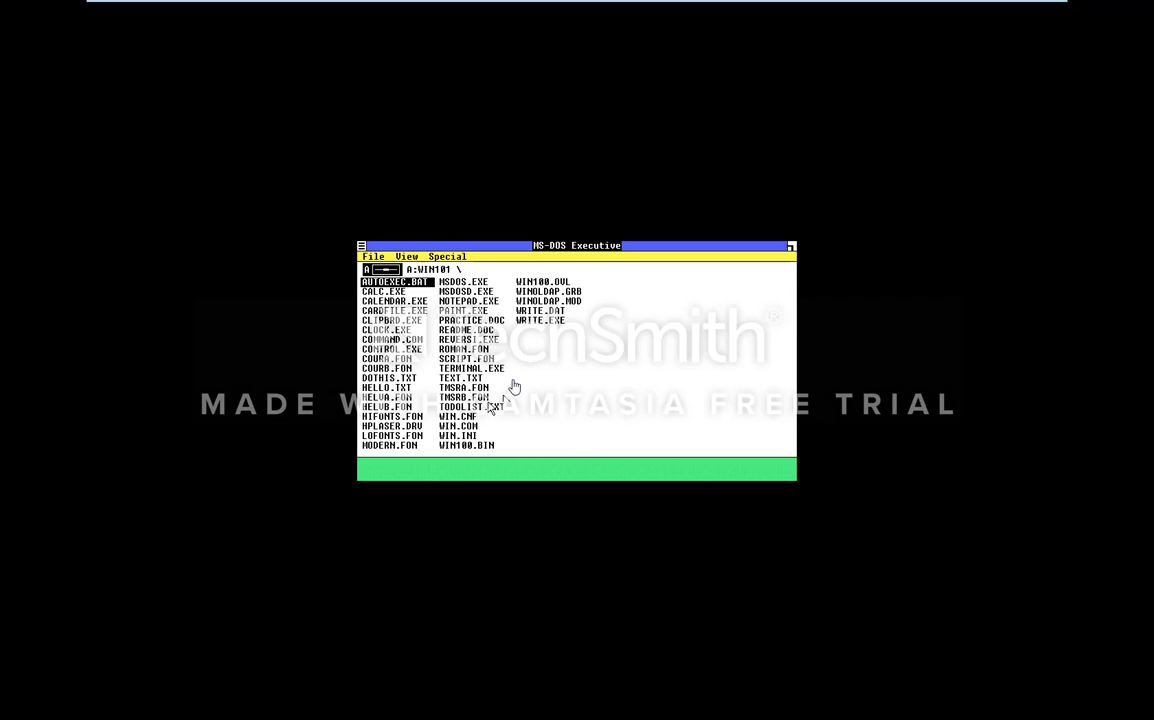 MS-DOS Executive
File View Special
A A:WIN101 \
AUTOEXEC.BAT MSDOS.EXE WIN100.OVL
CALC.EXE MSDOSD.EXE WINOLDAP.GRB
CALENDAR.EXE NOTEPAD.EXE WINOLDAP.MOD
CARDFILE.EXE PAINT.EXE WRITE.DAT
CLIPBRD.EXE PRACTICE.DOC WRITE.EXE
CLOCK.EXE README.DOC
COMMAND.COM REVERSI.EXE
CONTROL.EXE ROMAN.FON
COURA.FON SCRIPT.FON
COURB.FON TERMINAL.EXE
DOTHIS.TXT TEXT.TXT
HELLO.TXT TMSRA.FON
HELVA.FON TMSRB.FON
HELVB.FON TODOLIST.TXT
HIFONTS.FON WIN.CNF
HPLASER.DRV WIN.COM
LOFONTS.FON WIN.INI
MODERN.FON WIN100.BIN
TechSmith®
MADE WITH CAMTASIA FREE TRIAL